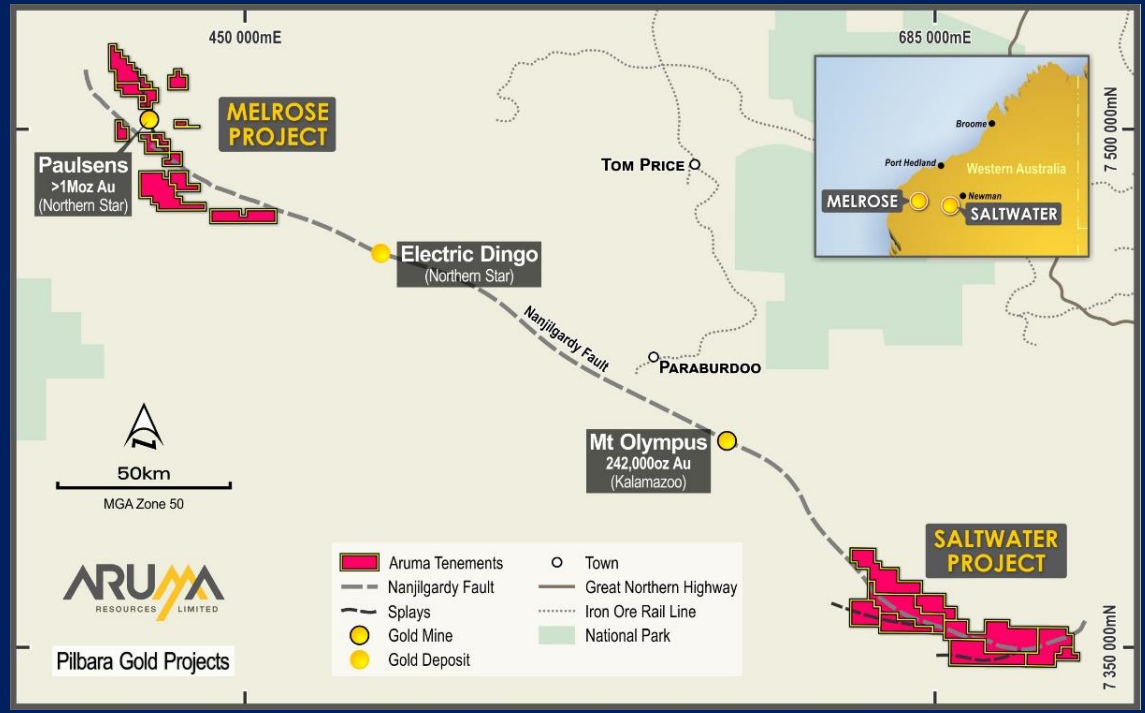 450 000mE
685 000mE
7 500 000mN
7 350 000mN
MELROSE
PROJECT
Paulsens
>1Moz Au
(Northern Star)
Electric Dingo
(Northern Star)
Nanjilgardy Fault
TOM PRICE
PARABURDOO
Mt Olympus
242,000oz Au
(Kalamazoo)
SALTWATER
PROJECT
Broome
Port Hedland
Western Australia
Newman
MELROSE
SALTWATER
N
50km
MGA Zone 50
ARUMA
RESOURCES LIMITED
Pilbara Gold Projects
Aruma Tenements
Nanjilgardy Fault
Splays
Gold Mine
Gold Deposit
Town
Great Northern Highway
Iron Ore Rail Line
National Park